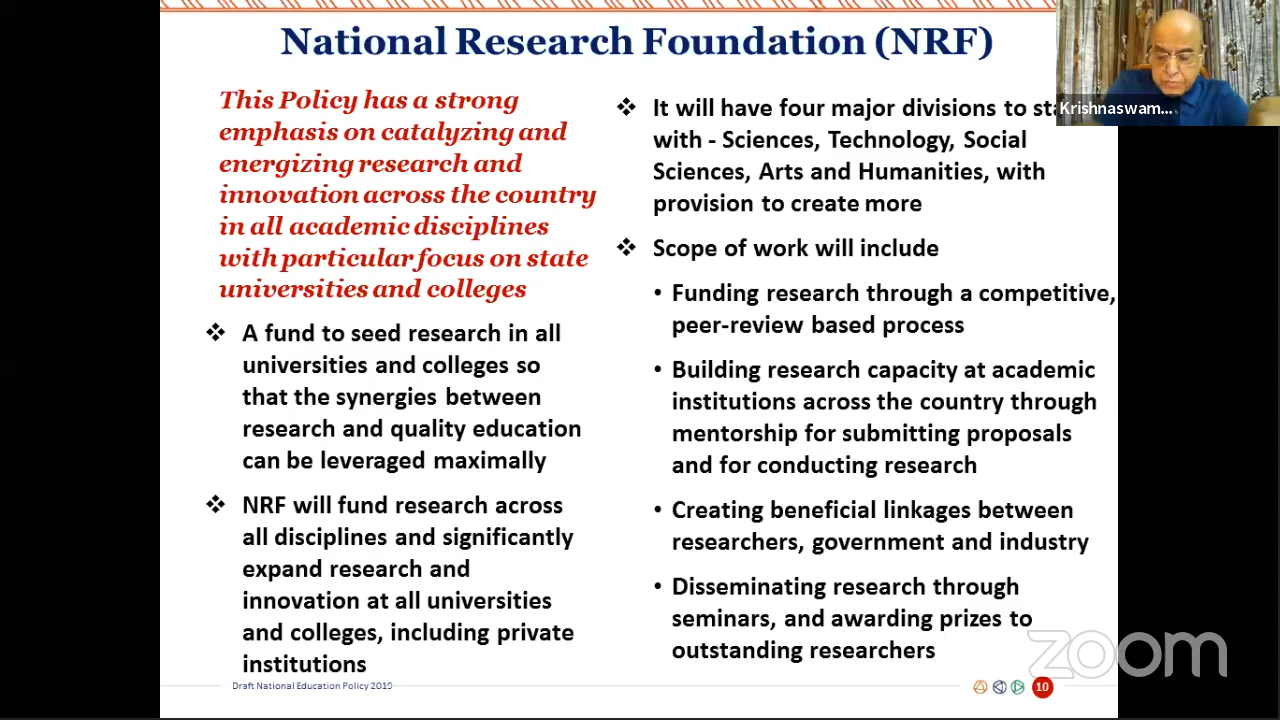 National Research Foundation (NRF)
This Policy has a strong
emphasis on catalyzing and
energizing research and
innovation across the country
in all academic disciplines
with particular focus on state
universities and colleges
❖ A fund to seed research in all
universities and colleges so
that the synergies between
research and quality education
can be leveraged maximally
❖ NRF will fund research across
all disciplines and significantly
expand research and
innovation at all universities
and colleges, including private
institutions
❖ It will have four major divisions to
with - Sciences, Technology, Social
Sciences, Arts and Humanities, with
provision to create more
❖ Scope of work will include
• Funding research through a competitive,
peer-review based process
• Building research capacity at academic
institutions across the country through
mentorship for submitting proposals
and for conducting research
• Creating beneficial linkages between
researchers, government and industry
• Disseminating research through
seminars, and awarding prizes to
outstanding researchers
Draft National Education Policy 2019
10
Krishnaswam...
zoom